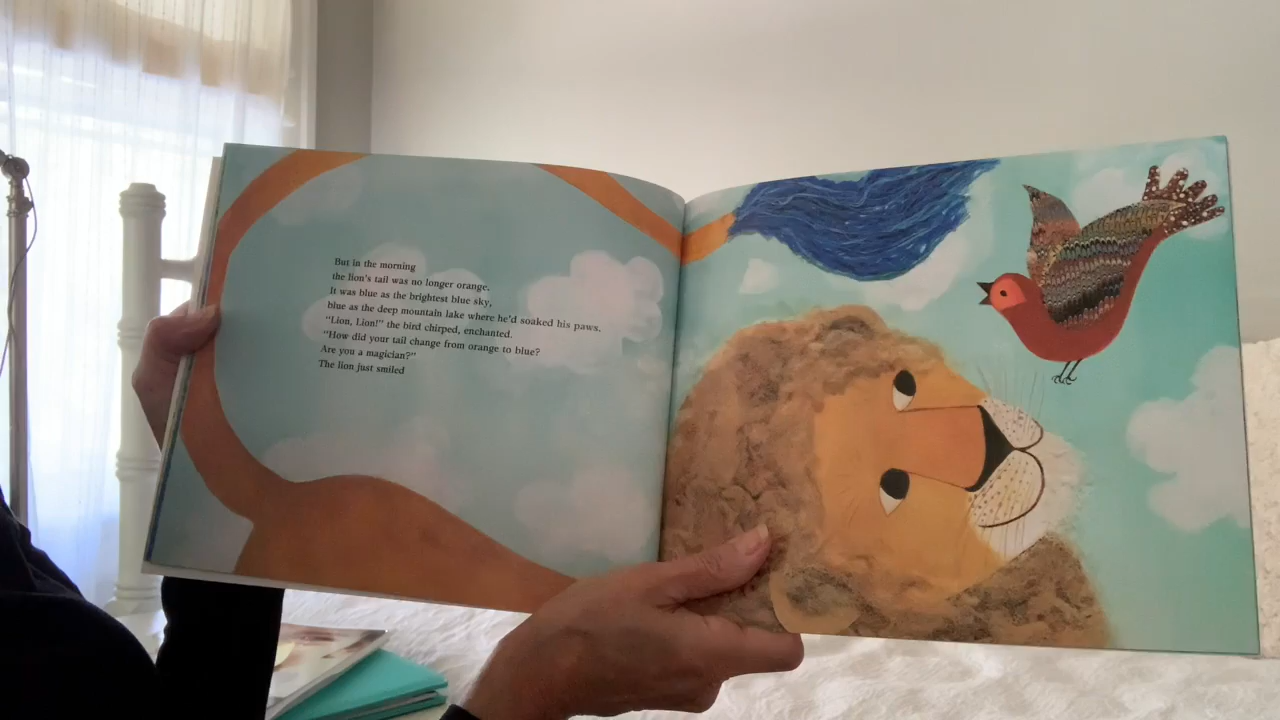 But in the morning
the lion's tail was no longer orange.
It was blue as the brightest blue sky,
blue as the deep mountain lake where he'd soaked his paws.
"Lion, Lion!" the bird chirped, enchanted.
"How did your tail change from orange to blue?
Are you a magician?"
The lion just smiled